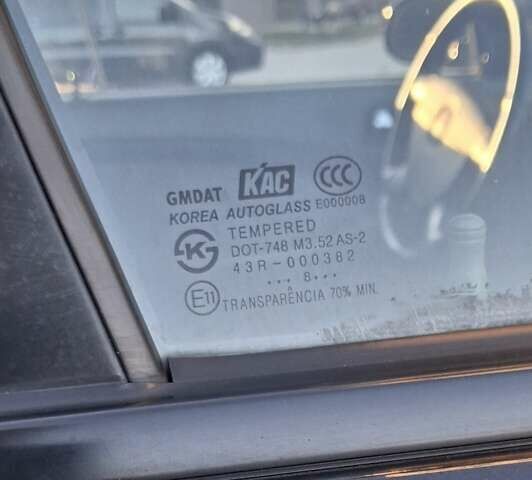 GMDAT KAC CCC
KOREA AUTOGLASS E000008
TEMPERED
DOT-748 M3.52 AS-2
43R-000382
... 8...
E11 TRANSPARÊNCIA 70% MIN.